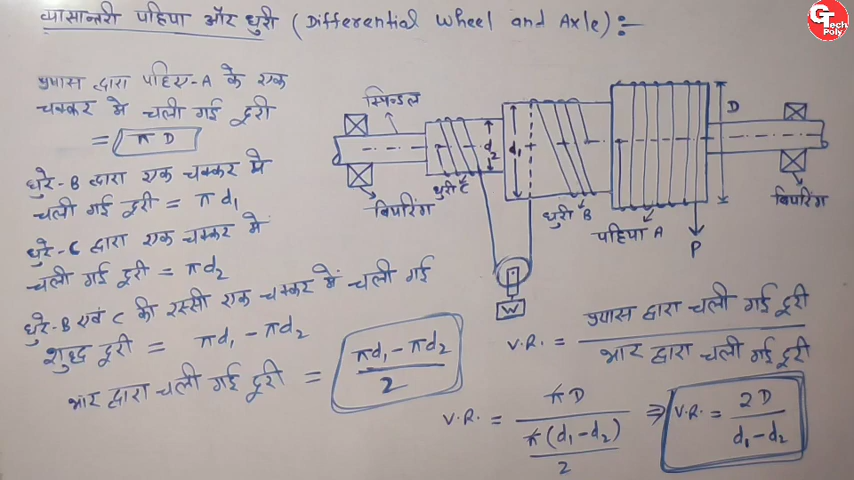 व्यासान्तरी पहिया और धुरी (Differential Wheel and Axle) :-
प्रयास द्वारा पहिए-A के एक
चक्कर में चली गई दूरी
= πD
धुरे-B द्वारा एक चक्कर में
चली गई दूरी = πd₁
धुरे-C द्वारा एक चक्कर में
चली गई दूरी = πd₂
धुरे-B एवं C की रस्सी एक चक्कर में चली गई
शुद्ध दूरी = πd₁ - πd₂
भार द्वारा चली गई दूरी = (πd₁ - πd₂)/2
स्पिन्डल
बियरिंग
धुरी C
d₂
d₁
धुरी B
पहिया A
D
P
W
बियरिंग
V.R. = प्रयास द्वारा चली गई दूरी / भार द्वारा चली गई दूरी
V.R. = πD / (π(d₁-d₂)/2) ⇒ V.R. = 2D/(d₁-d₂)
GTech Poly